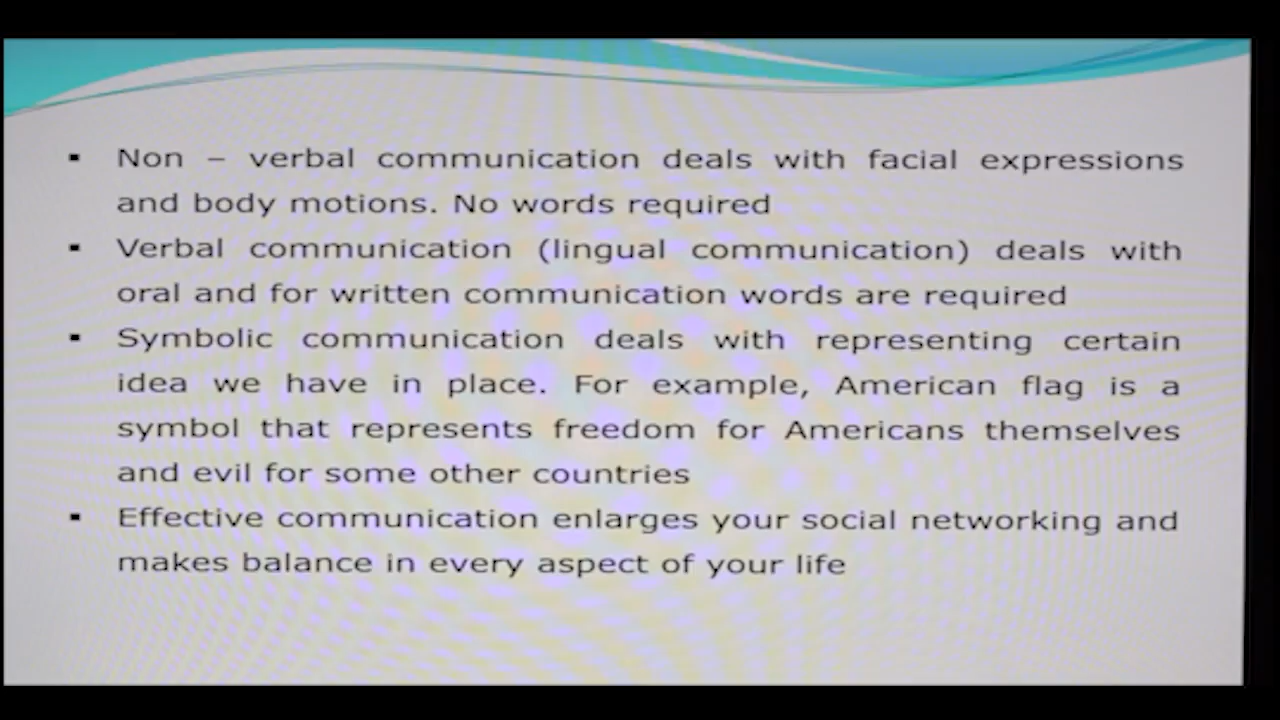 ▪ Non – verbal communication deals with facial expressions
and body motions. No words required
▪ Verbal communication (lingual communication) deals with
oral and for written communication words are required
▪ Symbolic communication deals with representing certain
idea we have in place. For example, American flag is a
symbol that represents freedom for Americans themselves
and evil for some other countries
▪ Effective communication enlarges your social networking and
makes balance in every aspect of your life